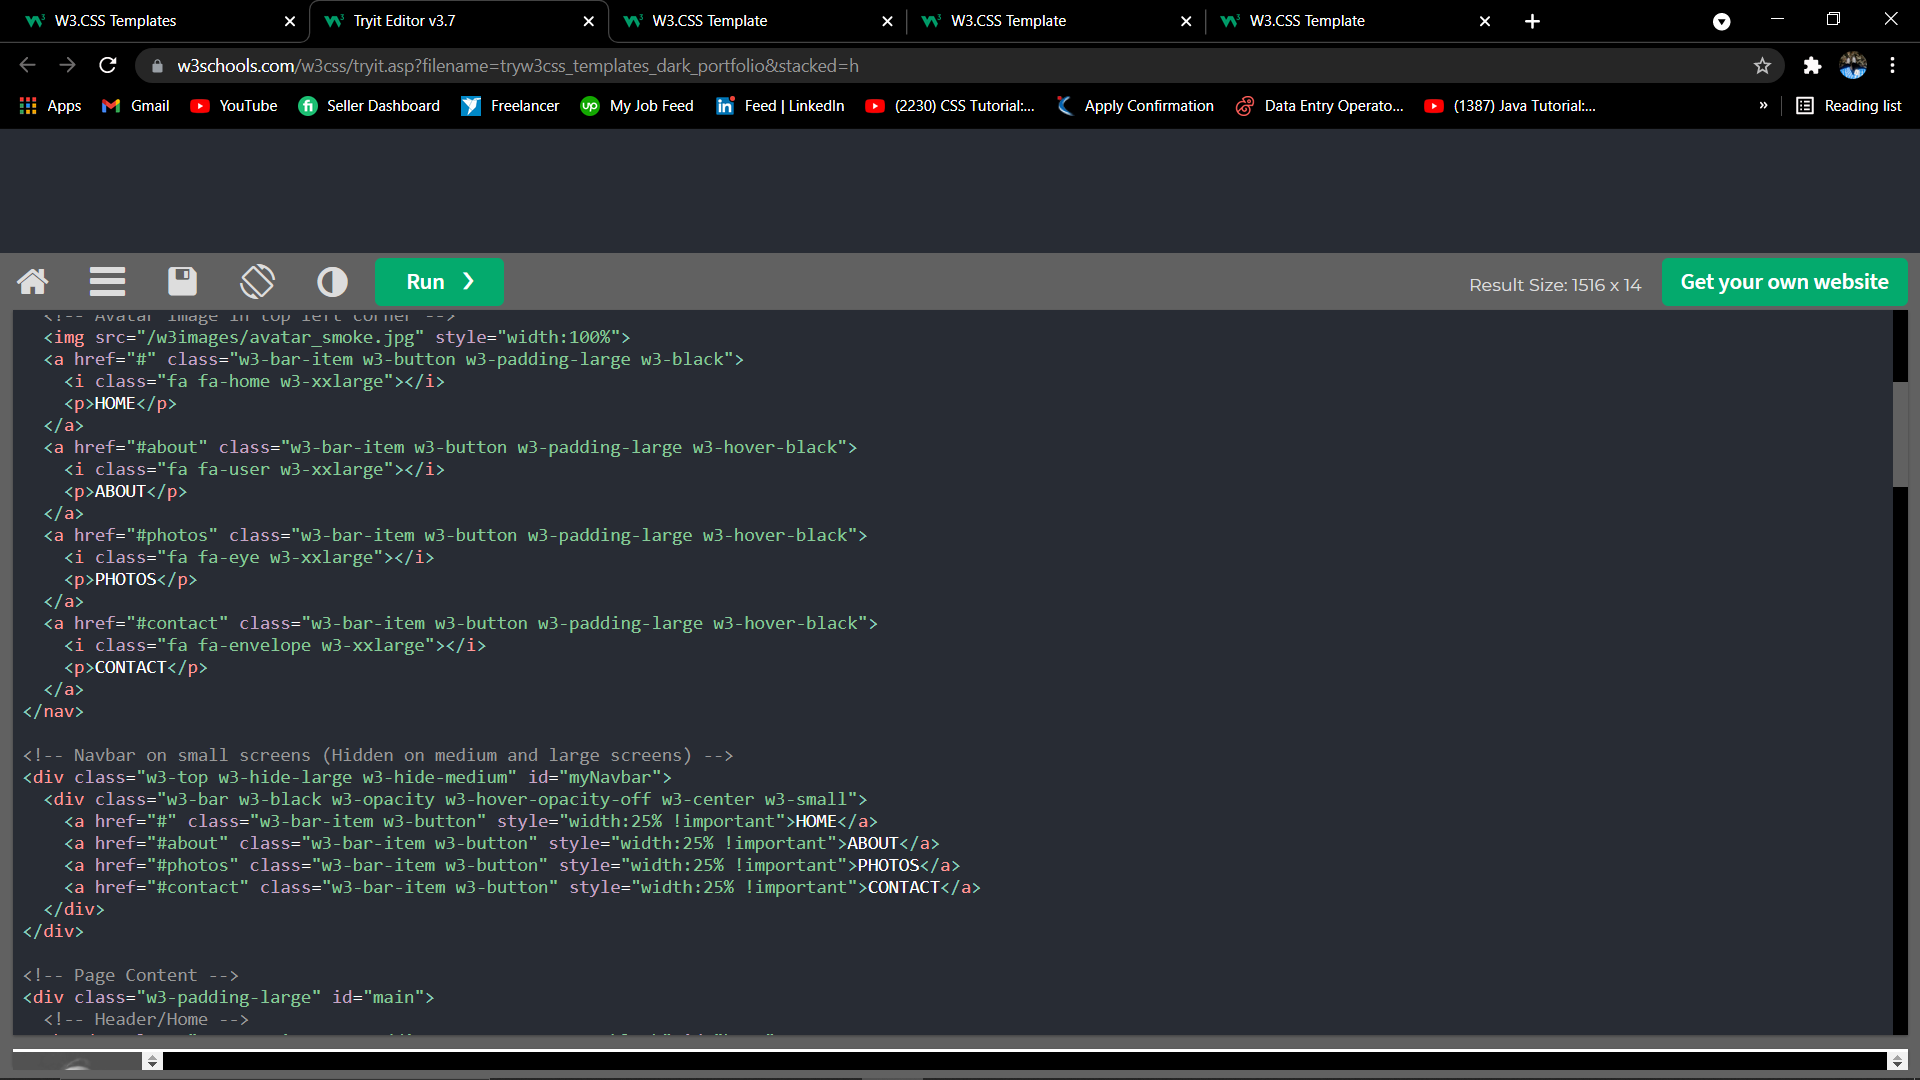 W3.CSS Templates
Tryit Editor v3.7
W3.CSS Template
W3.CSS Template
W3.CSS Template
w3schools.com/w3css/tryit.asp?filename=tryw3css_templates_dark_portfolio&stacked=h
Apps Gmail YouTube Seller Dashboard Freelancer My Job Feed Feed | LinkedIn (2230) CSS Tutorial:... Apply Confirmation Data Entry Operato... (1387) Java Tutorial:... » Reading list
Run ❯ Result Size: 1516 x 14 Get your own website
<!-- Avatar image in top left corner -->
<img src="/w3images/avatar_smoke.jpg" style="width:100%">
<a href="#" class="w3-bar-item w3-button w3-padding-large w3-black">
<i class="fa fa-home w3-xxlarge"></i>
<p>HOME</p>
</a>
<a href="#about" class="w3-bar-item w3-button w3-padding-large w3-hover-black">
<i class="fa fa-user w3-xxlarge"></i>
<p>ABOUT</p>
</a>
<a href="#photos" class="w3-bar-item w3-button w3-padding-large w3-hover-black">
<i class="fa fa-eye w3-xxlarge"></i>
<p>PHOTOS</p>
</a>
<a href="#contact" class="w3-bar-item w3-button w3-padding-large w3-hover-black">
<i class="fa fa-envelope w3-xxlarge"></i>
<p>CONTACT</p>
</a>
</nav>
<!-- Navbar on small screens (Hidden on medium and large screens) -->
<div class="w3-top w3-hide-large w3-hide-medium" id="myNavbar">
<div class="w3-bar w3-black w3-opacity w3-hover-opacity-off w3-center w3-small">
<a href="#" class="w3-bar-item w3-button" style="width:25% !important">HOME</a>
<a href="#about" class="w3-bar-item w3-button" style="width:25% !important">ABOUT</a>
<a href="#photos" class="w3-bar-item w3-button" style="width:25% !important">PHOTOS</a>
<a href="#contact" class="w3-bar-item w3-button" style="width:25% !important">CONTACT</a>
</div>
</div>
<!-- Page Content -->
<div class="w3-padding-large" id="main">
<!-- Header/Home -->